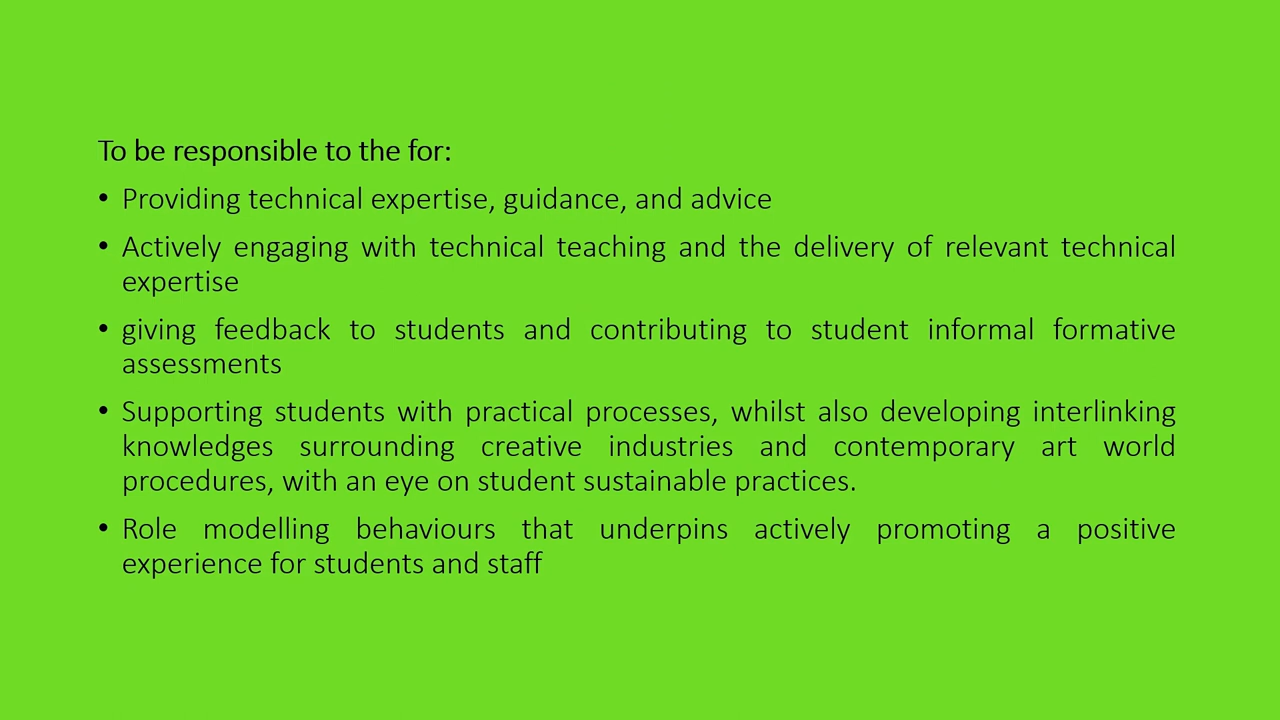 To be responsible to the for:
• Providing technical expertise, guidance, and advice
• Actively engaging with technical teaching and the delivery of relevant technical
expertise
• giving feedback to students and contributing to student informal formative
assessments
• Supporting students with practical processes, whilst also developing interlinking
knowledges surrounding creative industries and contemporary art world
procedures, with an eye on student sustainable practices.
• Role modelling behaviours that underpins actively promoting a positive
experience for students and staff